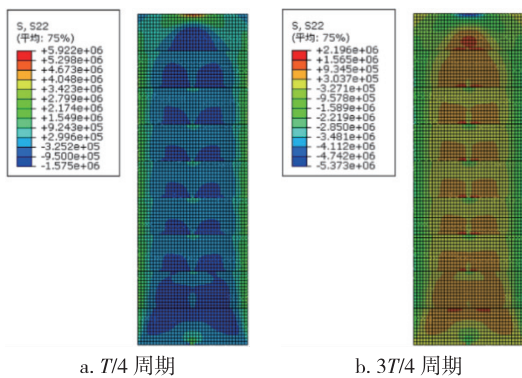 S, S22
(平均: 75%)
+5.922e+06
+5.298e+06
+4.673e+06
+4.048e+06
+3.423e+06
+2.799e+06
+2.174e+06
+1.549e+06
+9.243e+05
+2.996e+05
-3.252e+05
-9.500e+05
-1.575e+06
S, S22
(平均: 75%)
+2.196e+06
+1.565e+06
+9.345e+05
+3.037e+05
-3.271e+05
-9.578e+05
-1.589e+06
-2.219e+06
-2.850e+06
-3.481e+06
-4.112e+06
-4.742e+06
-5.373e+06
a. T/4 周期
b. 3T/4 周期